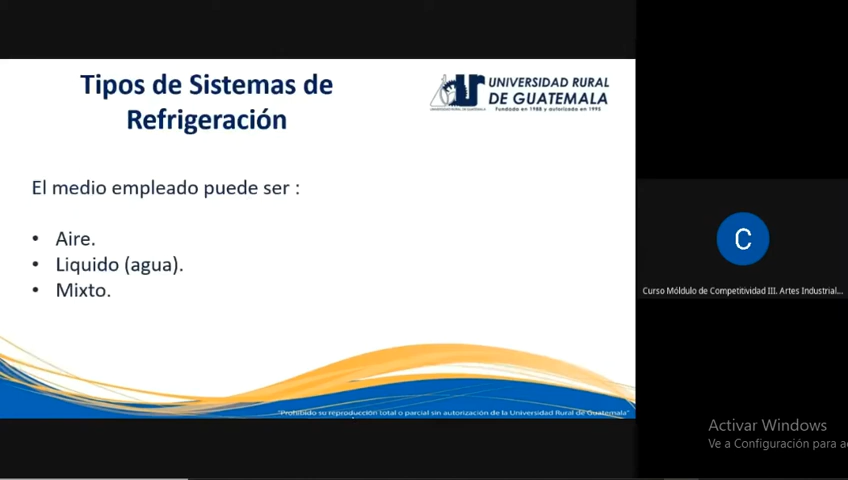 Tipos de Sistemas de
Refrigeración
UNIVERSIDAD RURAL
DE GUATEMALA
Fundada en 1988 y autorizada en 1995
El medio empleado puede ser :
• Aire.
• Liquido (agua).
• Mixto.
"Prohibido su reproducción total o parcial sin autorización de la Universidad Rural de Guatemala"
C
Curso Móldulo de Competitividad III. Artes Industrial...
Activar Windows
Ve a Configuración para a